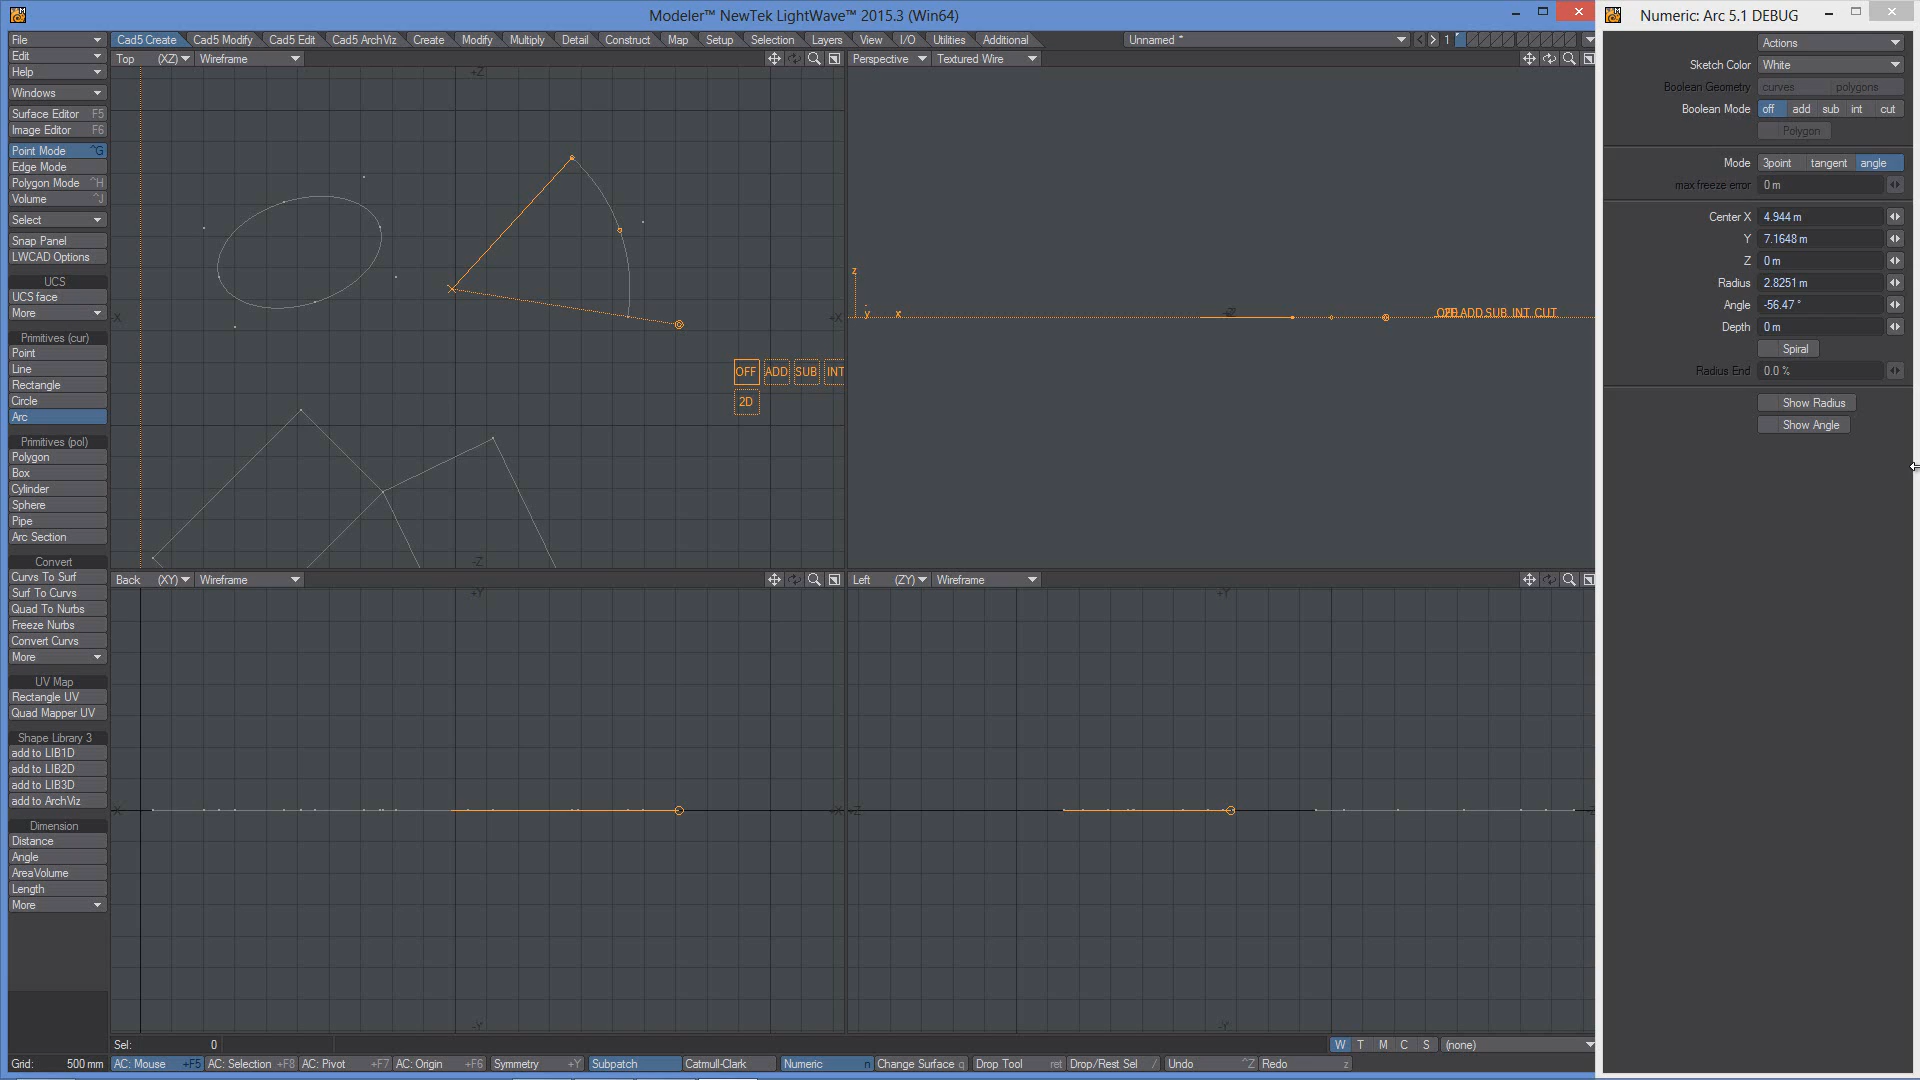 Modeler™ NewTek LightWave™ 2015.3 (Win64)
Numeric: Arc 5.1 DEBUG
File
Edit
Help
Windows
Surface Editor F5
Image Editor F6
Point Mode ^G
Edge Mode
Polygon Mode ^H
Volume ^J
Select
Snap Panel
LWCAD Options
UCS
UCS face
More
Primitives (cur)
Point
Line
Rectangle
Circle
Arc
Primitives (pol)
Polygon
Box
Cylinder
Sphere
Pipe
Arc Section
Convert
Curvs To Surf
Surf To Curvs
Quad To Nurbs
Freeze Nurbs
Convert Curvs
More
UV Map
Rectangle UV
Quad Mapper UV
Shape Library 3
add to LIB1D
add to LIB2D
add to LIB3D
add to ArchViz
Dimension
Distance
Angle
AreaVolume
Length
More
Grid: 500 mm
Cad5 Create Cad5 Modify Cad5 Edit Cad5 ArchViz Create Modify Multiply Detail Construct Map Setup Selection Layers View I/O Utilities Additional Unnamed * < > 1
Top (XZ) Wireframe
+Z
-X +X
OFF ADD SUB INT
2D
-Z
Perspective Textured Wire
z
y x
ADD SUB INT CUT
Back (XY) Wireframe
+Y
-X +X
-Y
Left (ZY) Wireframe
+Y
+Z
-Y
Sel: 0
W T M C S (none)
AC: Mouse +F5 AC: Selection +F8 AC: Pivot +F7 AC: Origin +F6 Symmetry +Y Subpatch Catmull-Clark Numeric n Change Surface q Drop Tool ret Drop/Rest Sel / Undo ^Z Redo z
Actions
Sketch Color White
Boolean Geometry curves polygons
Boolean Mode off add sub int cut
Polygon
Mode 3point tangent angle
max freeze error 0 m
Center X 4.944 m
Y 7.1648 m
Z 0 m
Radius 2.8251 m
Angle -56.47 °
Depth 0 m
Spiral
Radius End 0.0 %
Show Radius
Show Angle